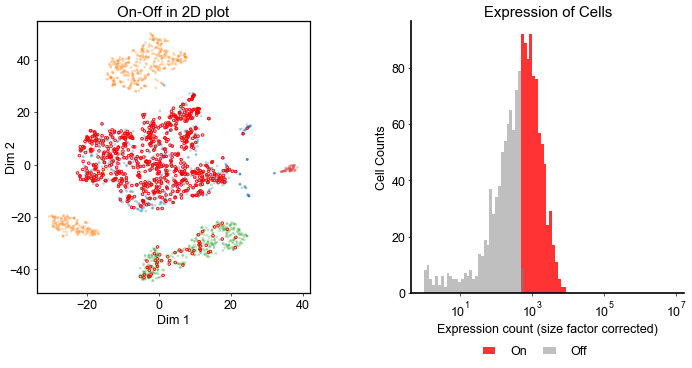 On-Off in 2D plot
Dim 2
40
20
0
−20
−40
−20
0
20
40
Dim 1
Expression of Cells
Cell Counts
80
60
40
20
0
10^1
10^3
10^5
10^7
Expression count (size factor corrected)
On
Off